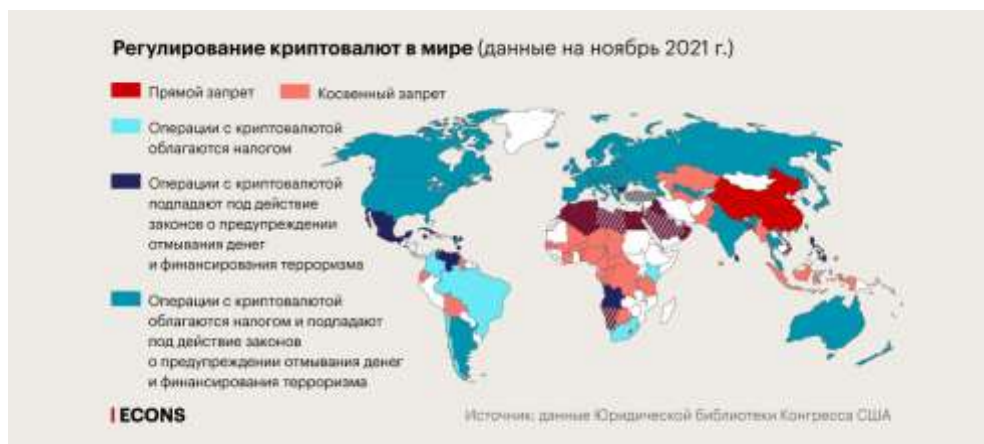 Регулирование криптовалют в мире (данные на ноябрь 2021 г.)
Прямой запрет
Косвенный запрет
Операции с криптовалютой
облагаются налогом
Операции с криптовалютой
подпадают под действие
законов о предупреждении
отмывания денег
и финансирования терроризма
Операции с криптовалютой
облагаются налогом и подпадают
под действие законов
о предупреждении отмывания денег
и финансирования терроризма
ECONS
Источник: данные Юридической библиотеки Конгресса США